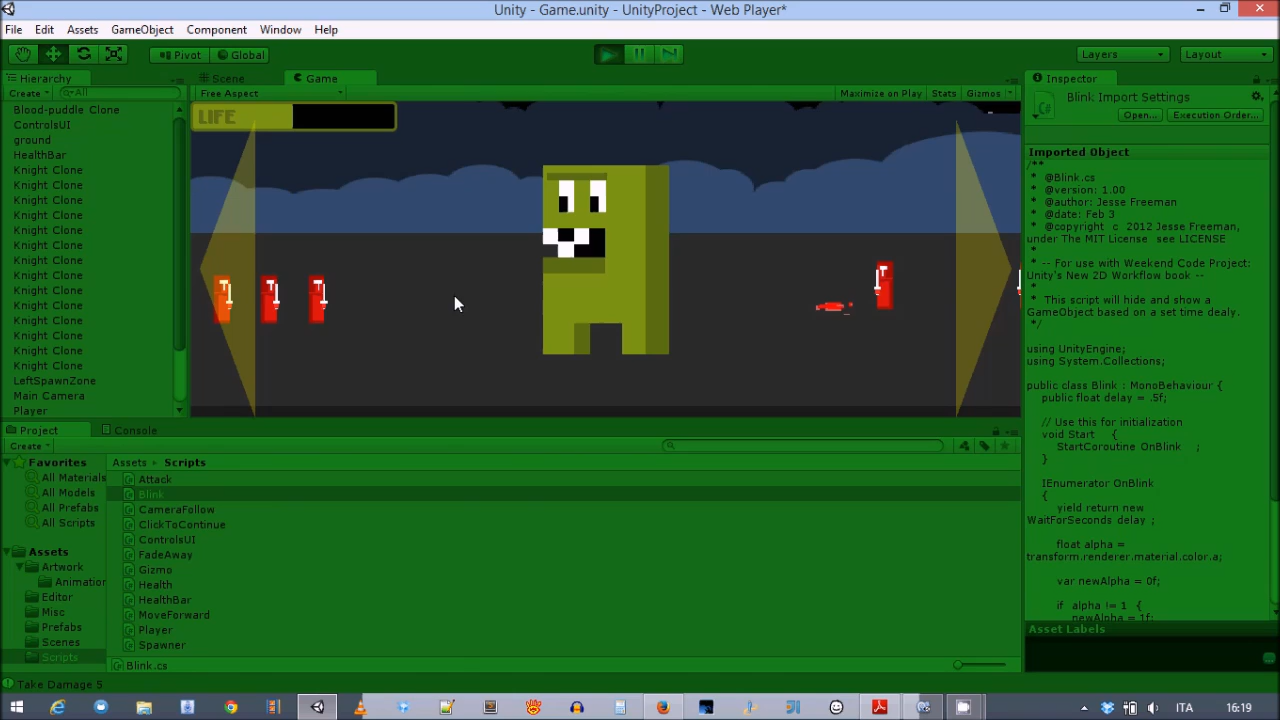 Unity - Game.unity - UnityProject - Web Player*
File Edit Assets GameObject Component Window Help
Pivot Global Layers Layout
Hierarchy Scene Game Inspector
Create All Free Aspect Maximize on Play Stats Gizmos
Blink Import Settings
Open... Execution Order...
LIFE
Blood-puddle Clone
ControlsUI
ground
HealthBar
Knight Clone
Knight Clone
Knight Clone
Knight Clone
Knight Clone
Knight Clone
Knight Clone
Knight Clone
Knight Clone
Knight Clone
Knight Clone
Knight Clone
Knight Clone
Knight Clone
LeftSpawnZone
Main Camera
Player
Imported Object
/**
* @Blink.cs
* @version: 1.00
* @author: Jesse Freeman
* @date: Feb 3
* @copyright c 2012 Jesse Freeman,
under The MIT License see LICENSE
*
* -- For use with Weekend Code Project:
Unity's New 2D Workflow book --
*
* This script will hide and show a
GameObject based on a set time dealy.
*/
using UnityEngine;
using System.Collections;
public class Blink : MonoBehaviour {
public float delay = .5f;
// Use this for initialization
void Start {
StartCoroutine OnBlink ;
}
IEnumerator OnBlink
{
yield return new
WaitForSeconds delay ;
float alpha =
transform.renderer.material.color.a;
var newAlpha = 0f;
if alpha != 1 {
newAlpha = 1f;
Asset Labels
Project Console
Create
Favorites
All Materials
All Models
All Prefabs
All Scripts
Assets
Artwork
Animation
Editor
Misc
Prefabs
Scenes
Scripts
Assets Scripts
Attack
Blink
CameraFollow
ClickToContinue
ControlsUI
FadeAway
Gizmo
Health
HealthBar
MoveForward
Player
Spawner
Blink.cs
Take Damage 5
ITA 16:19